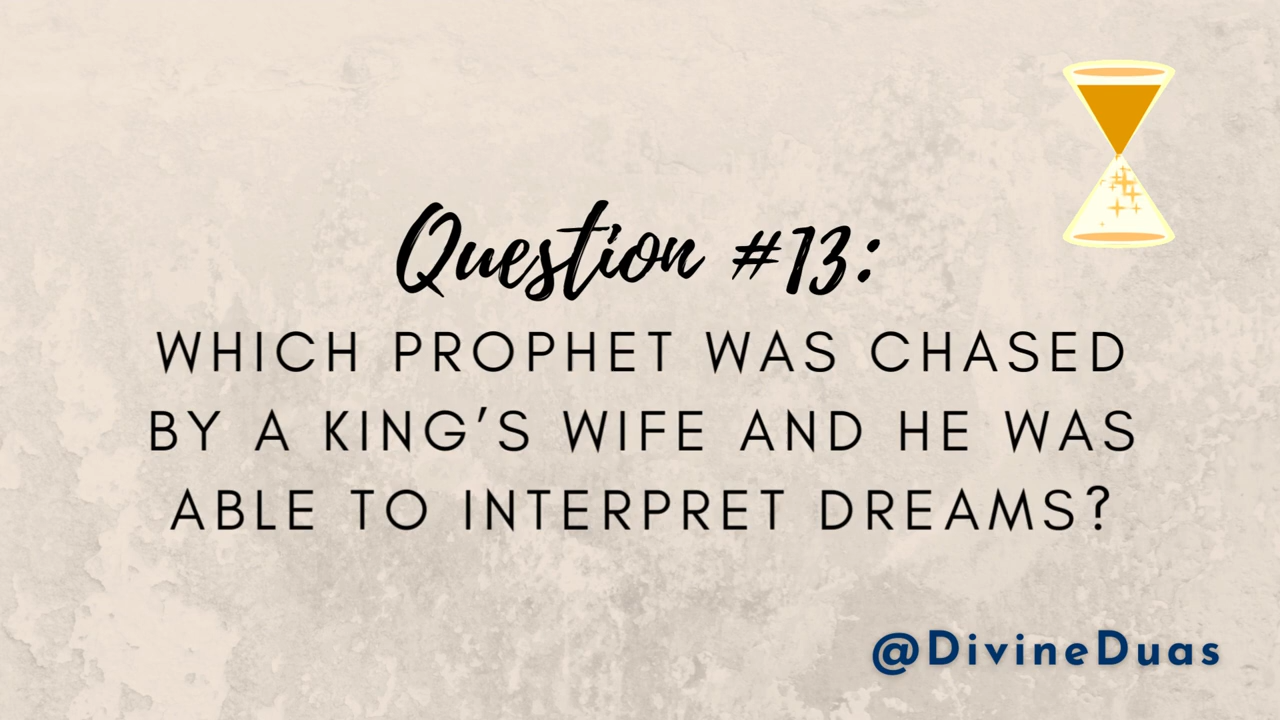 Question #13:
WHICH PROPHET WAS CHASED
BY A KING'S WIFE AND HE WAS
ABLE TO INTERPRET DREAMS?
@DivineDuas